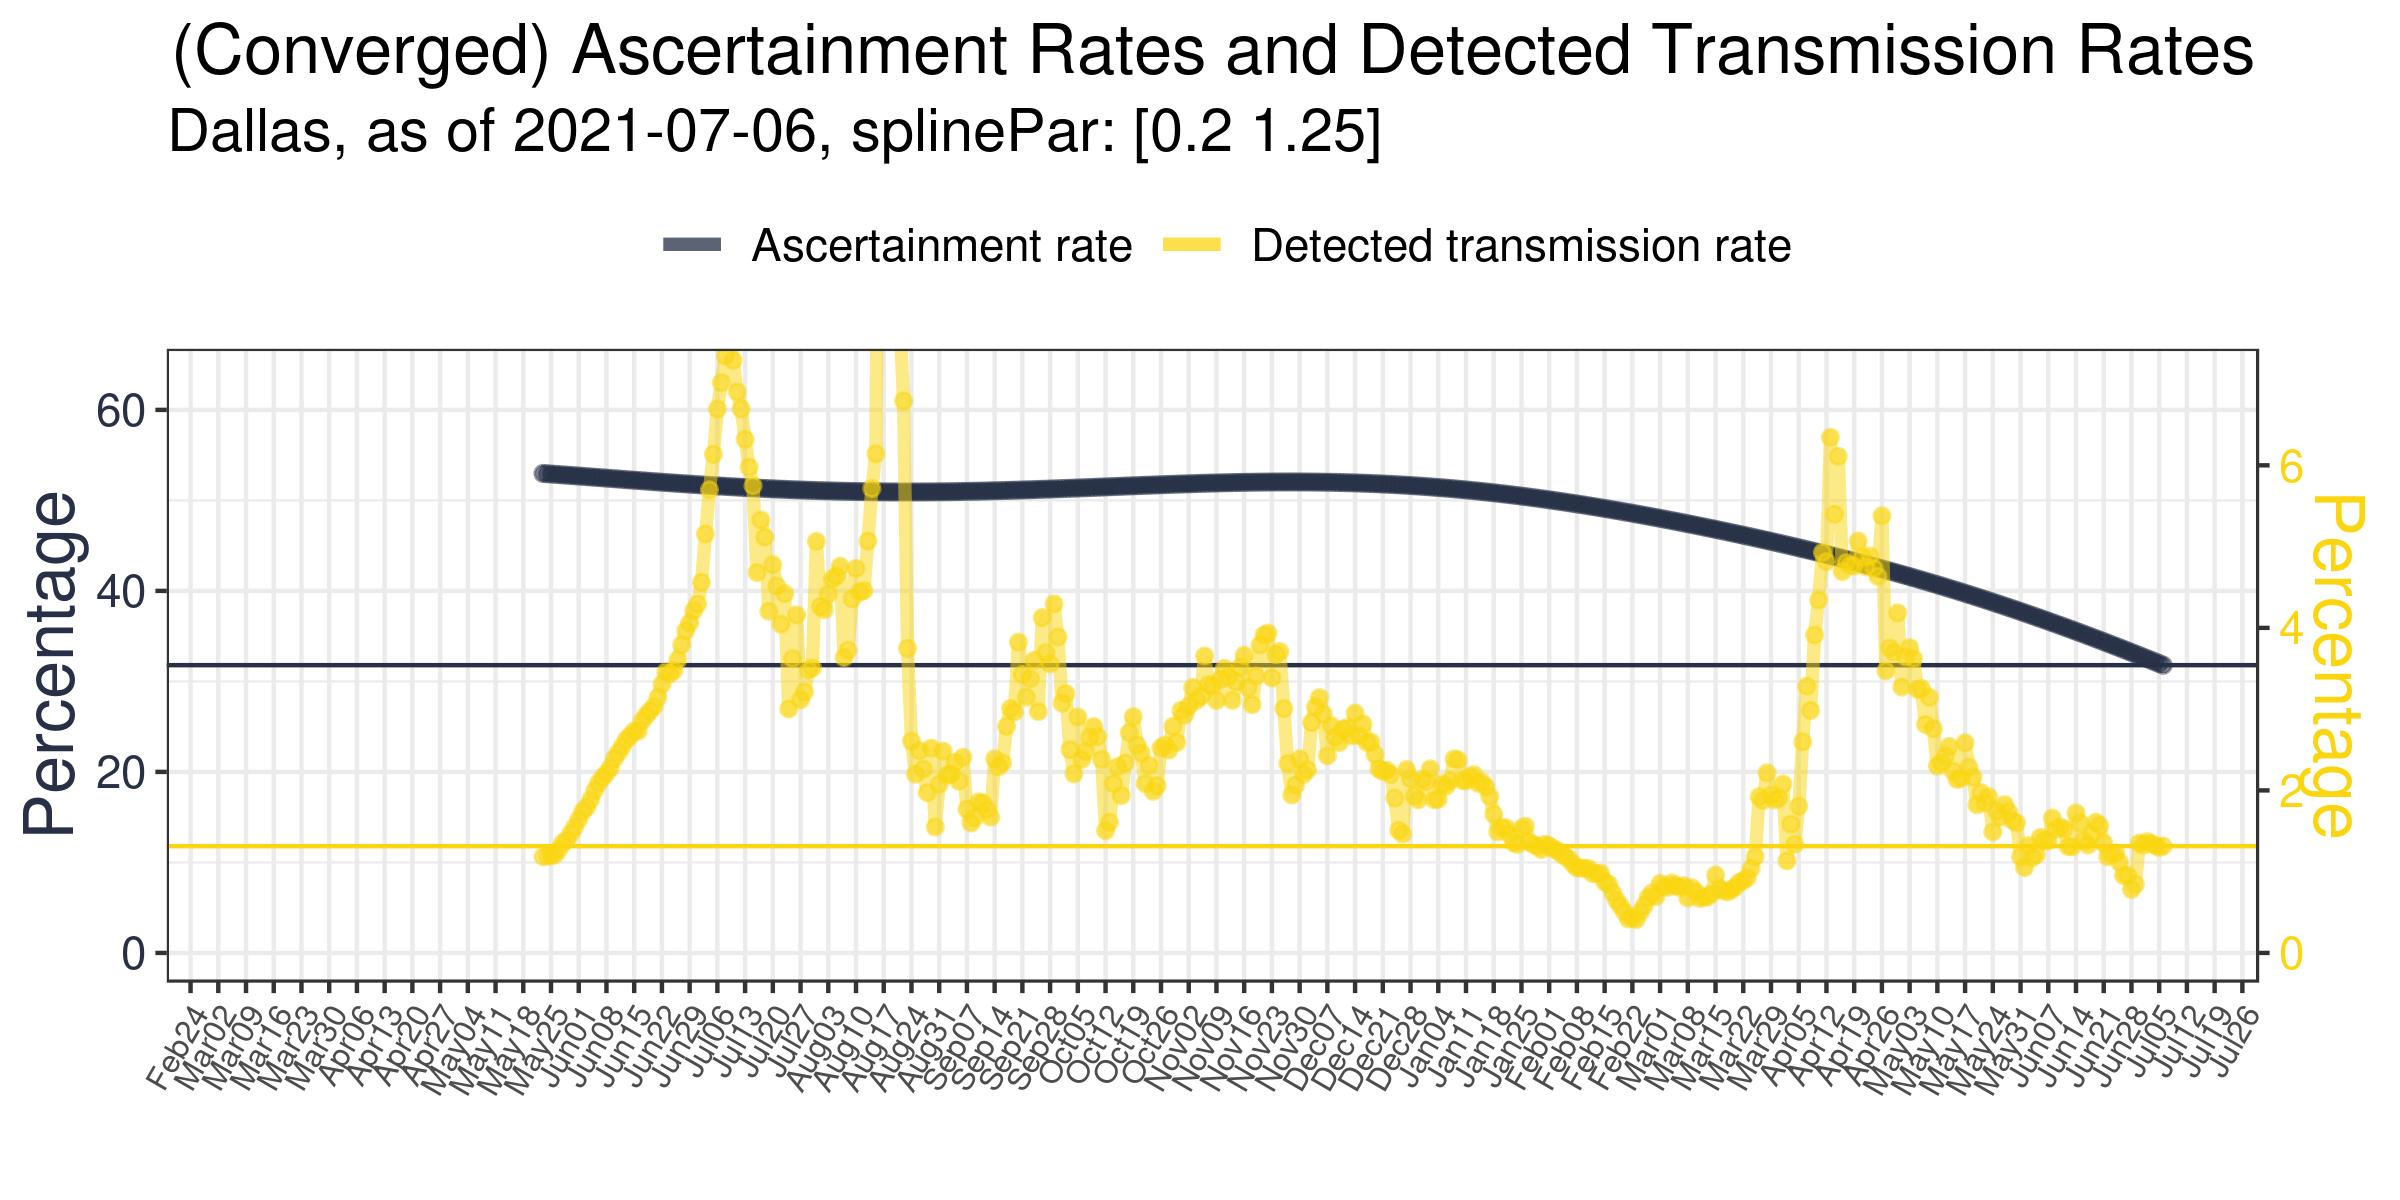 (Converged) Ascertainment Rates and Detected Transmission Rates
Dallas, as of 2021-07-06, splinePar: [0.2 1.25]
Ascertainment rate Detected transmission rate
Percentage
60
40
20
0
6
4
2
0
Percentage
Feb24 Mar02 Mar09 Mar16 Mar23 Mar30 Apr06 Apr13 Apr20 Apr27 May04 May11 May18 May25 Jun01 Jun08 Jun15 Jun22 Jun29 Jul06 Jul13 Jul20 Jul27 Aug03 Aug10 Aug17 Aug24 Aug31 Sep07 Sep14 Sep21 Sep28 Oct05 Oct12 Oct19 Oct26 Nov02 Nov09 Nov16 Nov23 Nov30 Dec07 Dec14 Dec21 Dec28 Jan04 Jan11 Jan18 Jan25 Feb01 Feb08 Feb15 Feb22 Mar01 Mar08 Mar15 Mar22 Mar29 Apr05 Apr12 Apr19 Apr26 May03 May10 May17 May24 May31 Jun07 Jun14 Jun21 Jun28 Jul05 Jul12 Jul19 Jul26